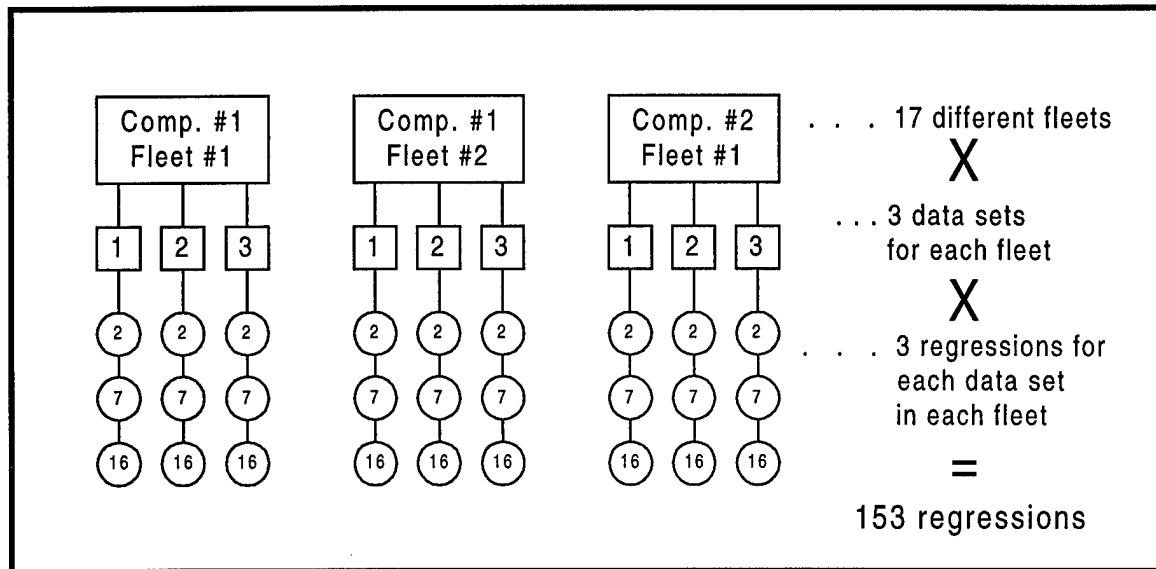 Comp. #1
Fleet #1
Comp. #1
Fleet #2
Comp. #2
Fleet #1
. . . 17 different fleets
X
1 2 3 1 2 3 1 2 3
. . . 3 data sets
for each fleet
X
2 2 2 2 2 2 2 2 2
. . . 3 regressions for
each data set
in each fleet
7 7 7 7 7 7 7 7 7
16 16 16 16 16 16 16 16 16
=
153 regressions